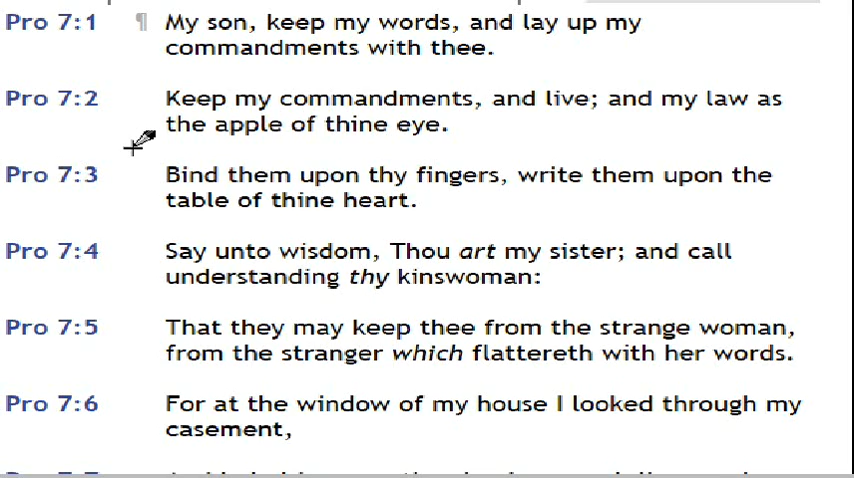 Pro 7:1 ¶ My son, keep my words, and lay up my
commandments with thee.
Pro 7:2 Keep my commandments, and live; and my law as
the apple of thine eye.
Pro 7:3 Bind them upon thy fingers, write them upon the
table of thine heart.
Pro 7:4 Say unto wisdom, Thou art my sister; and call
understanding thy kinswoman:
Pro 7:5 That they may keep thee from the strange woman,
from the stranger which flattereth with her words.
Pro 7:6 For at the window of my house I looked through my
casement,